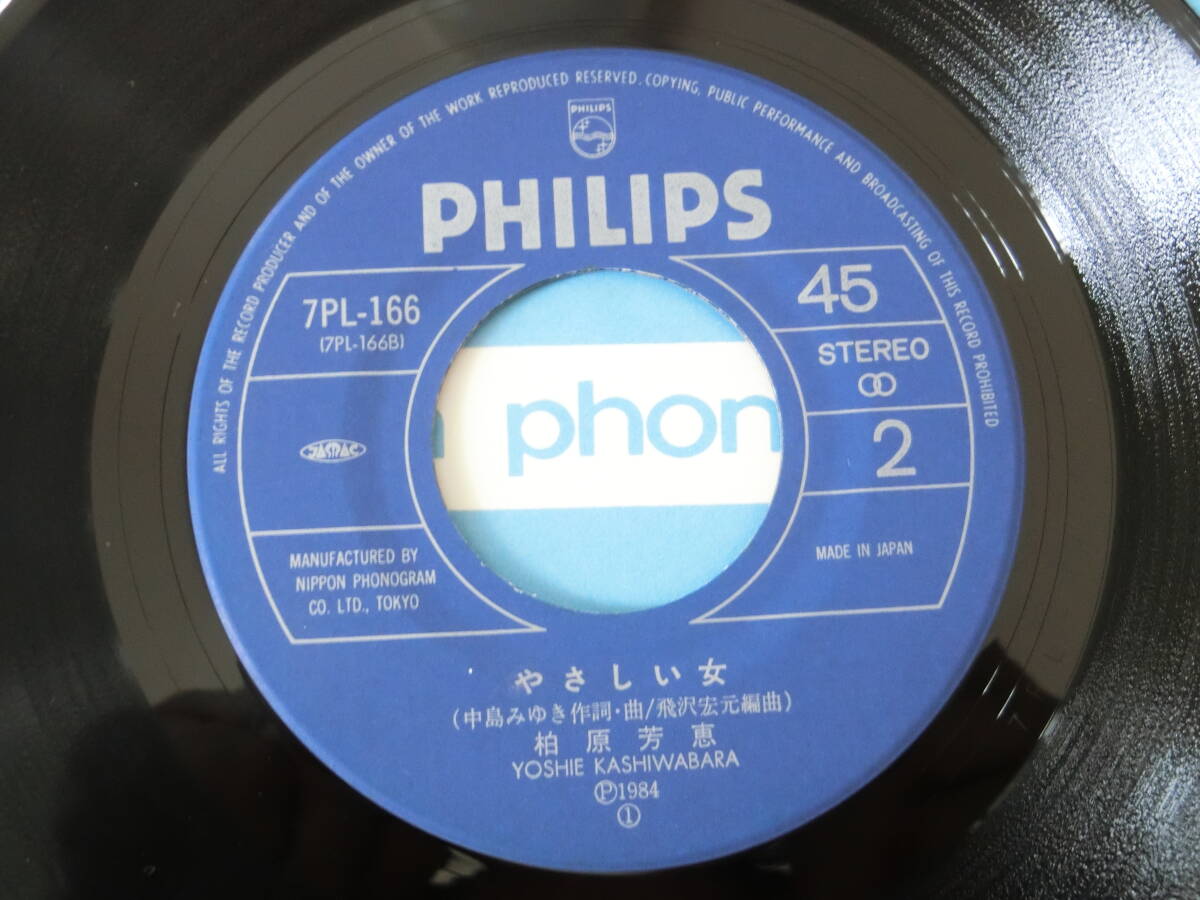 ALL RIGHTS OF THE RECORD PRODUCER AND OF THE OWNER OF THE WORK REPRODUCED RESERVED. COPYING, PUBLIC PERFORMANCE AND BROADCASTING OF THIS RECORD PROHIBITED
PHILIPS
PHILIPS
7PL-166
(7PL-166B)
45
STEREO
2
JASRAC
phon
MANUFACTURED BY
NIPPON PHONOGRAM
CO. LTD., TOKYO
MADE IN JAPAN
やさしい女
(中島みゆき作詞・曲/飛沢宏元編曲)
柏原芳恵
YOSHIE KASHIWABARA
Ⓟ1984
①